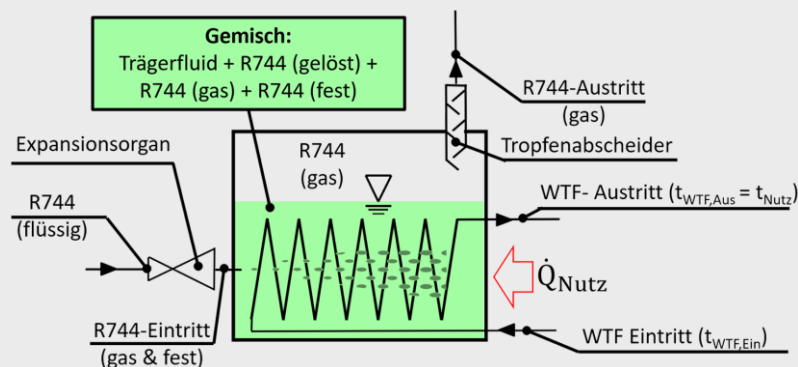 Gemisch:
Trägerfluid + R744 (gelöst) +
R744 (gas) + R744 (fest)
R744-Austritt
(gas)
Expansionsorgan
R744
(gas)
Tropfenabscheider
R744
(flüssig)
WTF- Austritt (tWTF,Aus = tNutz)
Q̇Nutz
R744-Eintritt
(gas & fest)
WTF Eintritt (tWTF,Ein)